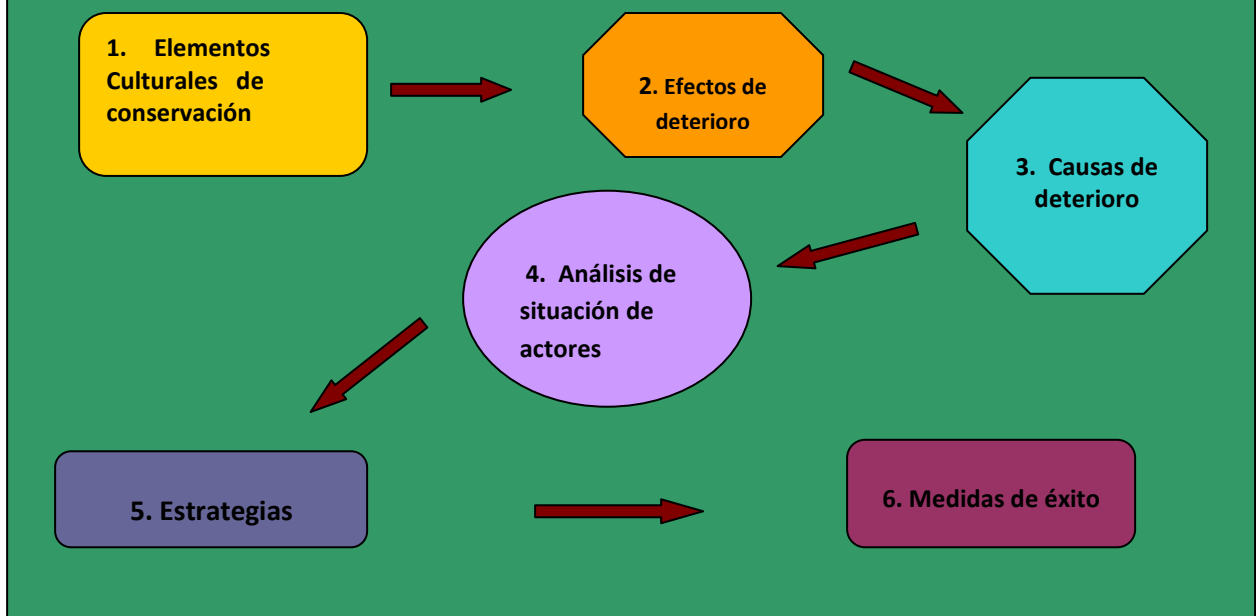 1. Elementos
Culturales de
conservación
2. Efectos de
deterioro
3. Causas de
deterioro
4. Análisis de
situación de
actores
5. Estrategias
6. Medidas de éxito